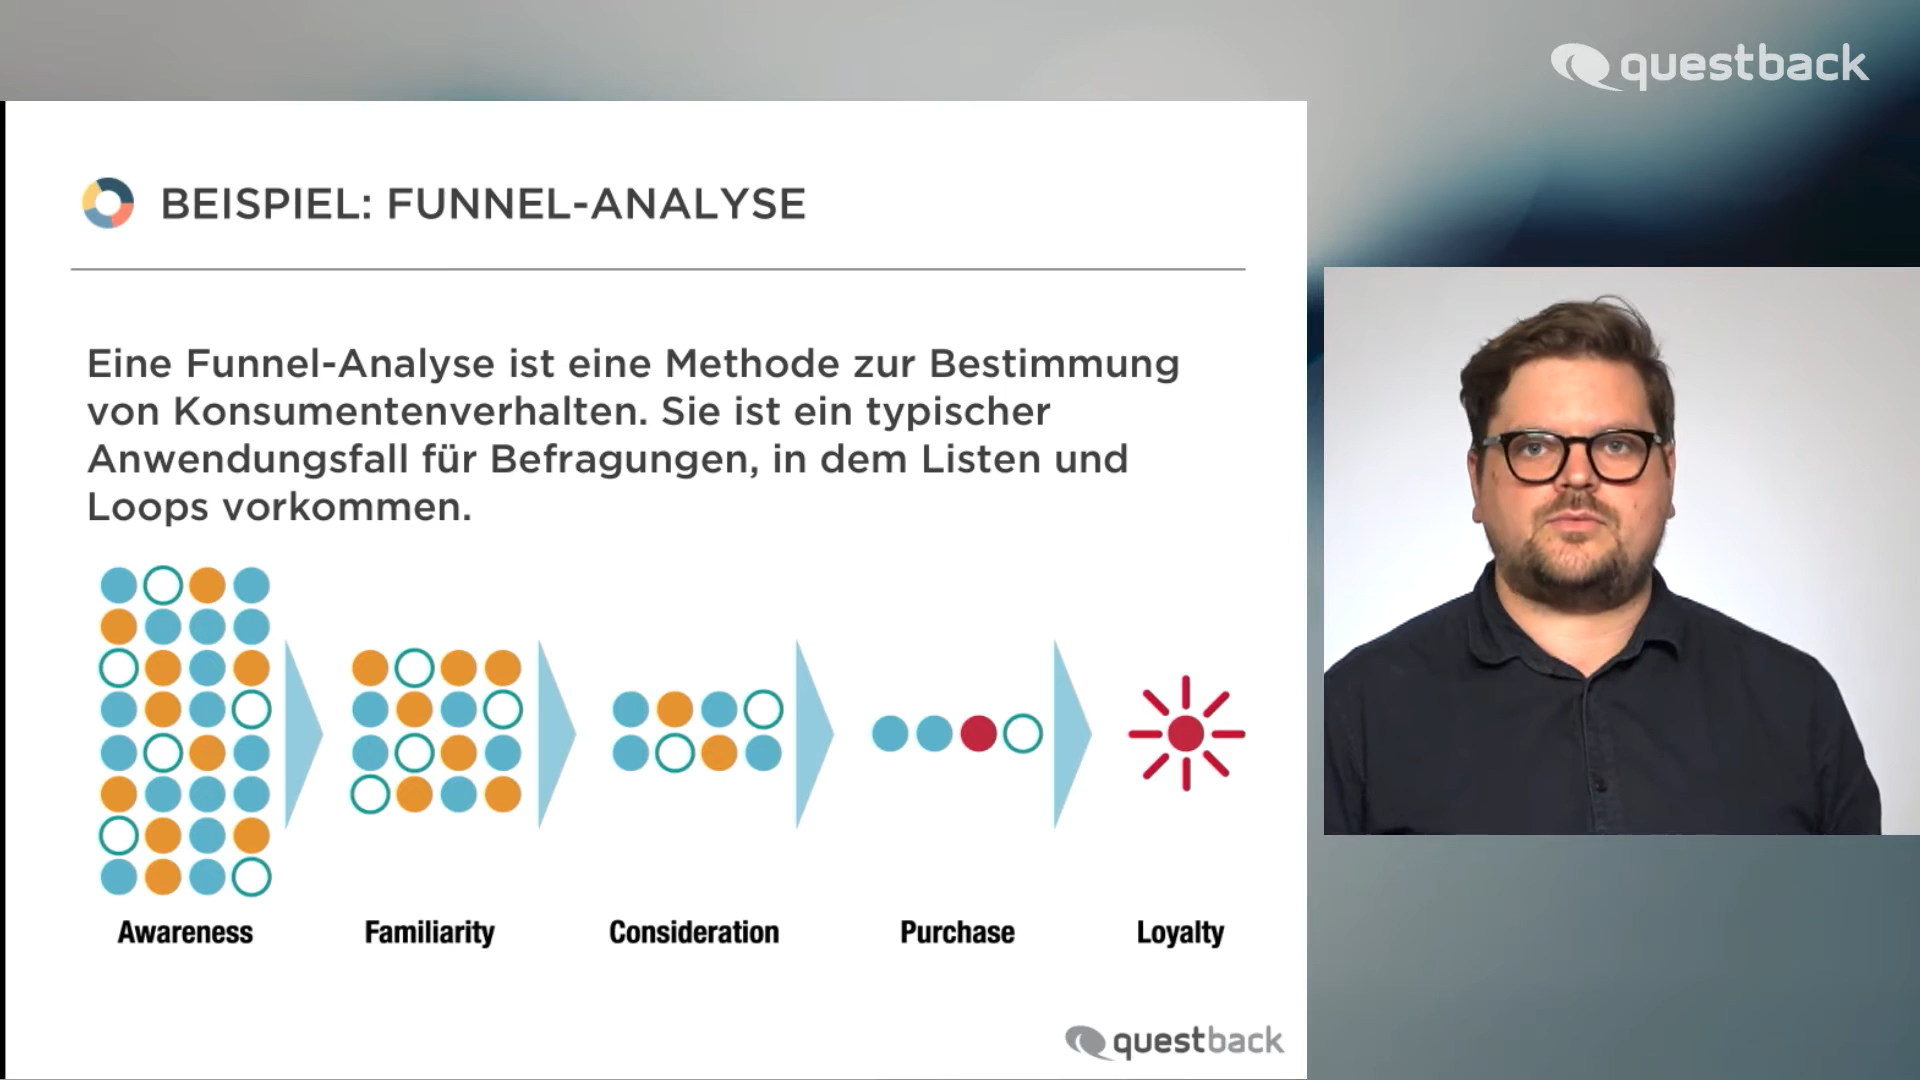 questback
BEISPIEL: FUNNEL-ANALYSE
Eine Funnel-Analyse ist eine Methode zur Bestimmung
von Konsumentenverhalten. Sie ist ein typischer
Anwendungsfall für Befragungen, in dem Listen und
Loops vorkommen.
Awareness
Familiarity
Consideration
Purchase
Loyalty
questback